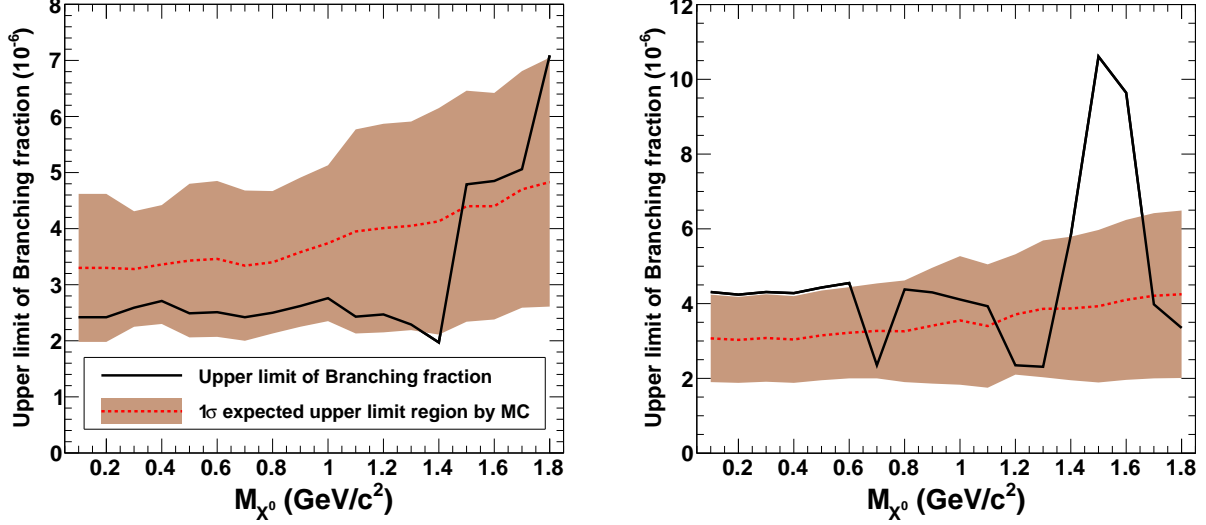 Upper limit of Branching fraction (10⁻⁶)
8
7
6
5
4
3
2
1
0
Upper limit of Branching fraction
1σ expected upper limit region by MC
0.2 0.4 0.6 0.8 1 1.2 1.4 1.6 1.8
M_X⁰ (GeV/c²)
Upper limit of Branching fraction (10⁻⁶)
12
10
8
6
4
2
0
0.2 0.4 0.6 0.8 1 1.2 1.4 1.6 1.8
M_X⁰ (GeV/c²)